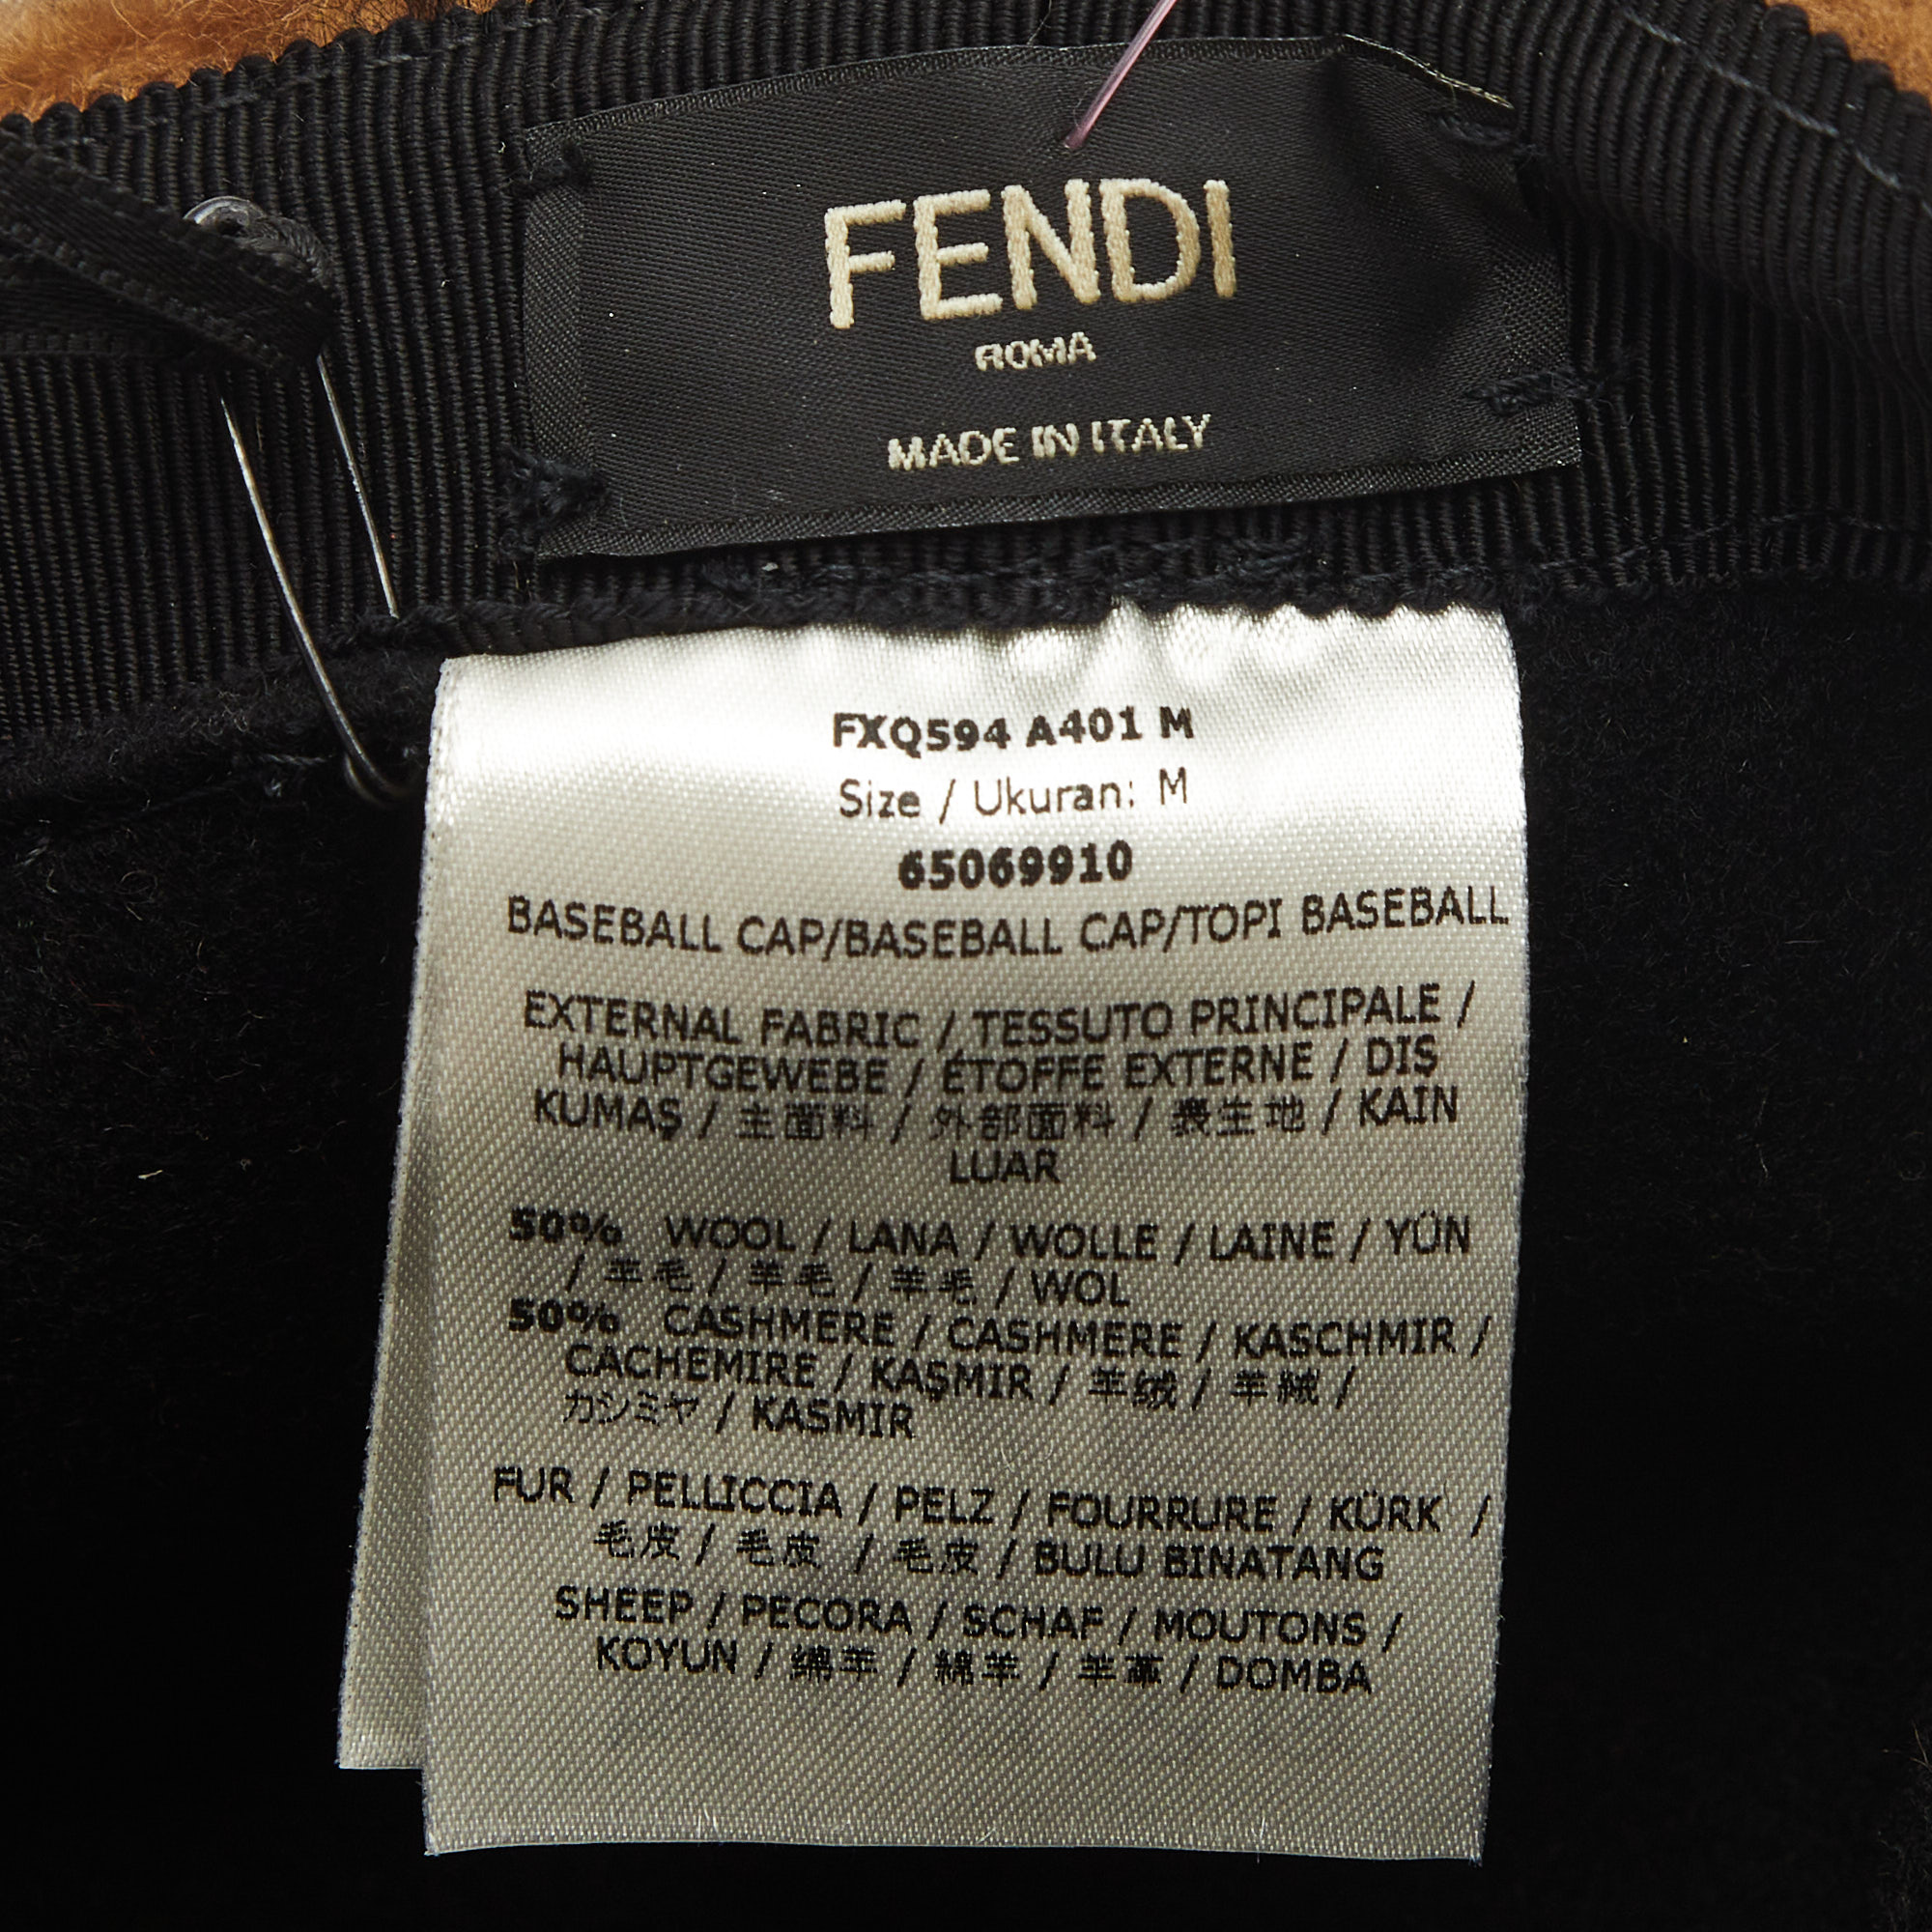 FENDI
ROMA
MADE IN ITALY
FXQ594 A401 M
Size / Ukuran: M
65069910
BASEBALL CAP/BASEBALL CAP/TOPI BASEBALL
EXTERNAL FABRIC / TESSUTO PRINCIPALE /
HAUPTGEWEBE / ÉTOFFE EXTERNE / DIŞ
KUMAŞ / 主面料 / 外部面料 / 表生地 / KAIN
LUAR
50% WOOL / LANA / WOLLE / LAINE / YÜN
/ 羊毛 / 羊毛 / 羊毛 / WOL
50% CASHMERE / CASHMERE / KASCHMIR /
CACHEMIRE / KAŞMIR / 羊绒 / 羊絨 /
カシミヤ / KASMIR
FUR / PELLICCIA / PELZ / FOURRURE / KÜRK /
毛皮 / 毛皮 / 毛皮 / BULU BINATANG
SHEEP / PECORA / SCHAF / MOUTONS /
KOYUN / 绵羊 / 綿羊 / 羊革 / DOMBA